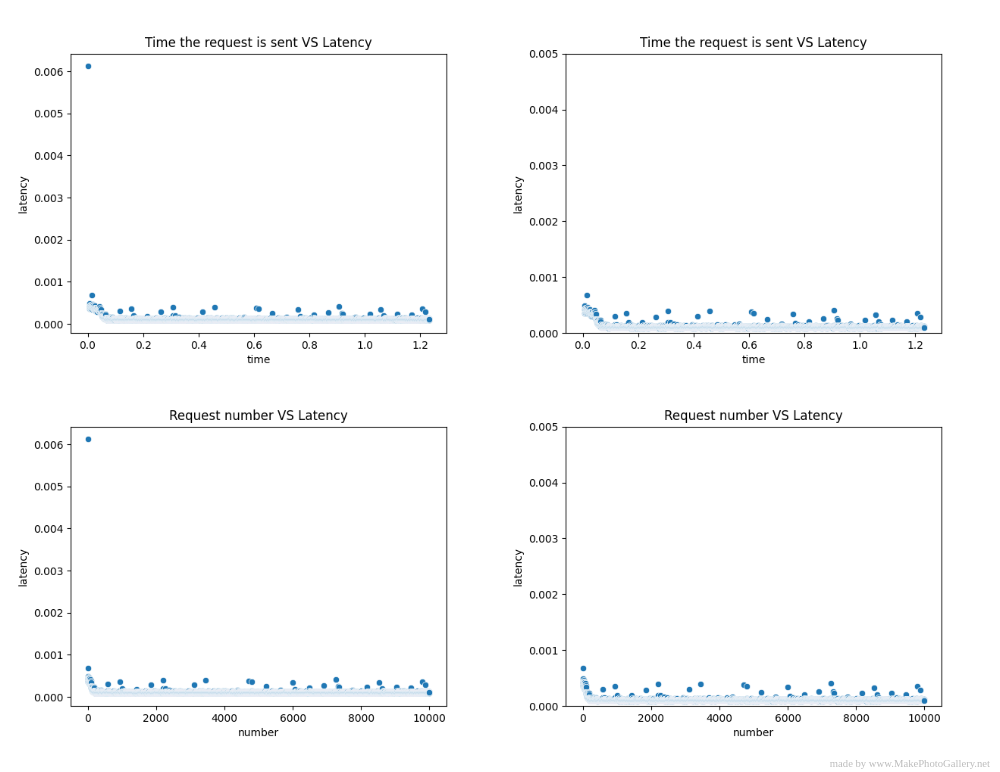 Time the request is sent VS Latency
0.006
0.005
0.004
0.003
0.002
0.001
0.000
latency
0.0 0.2 0.4 0.6 0.8 1.0 1.2
time
Time the request is sent VS Latency
0.005
0.004
0.003
0.002
0.001
0.000
latency
0.0 0.2 0.4 0.6 0.8 1.0 1.2
time
Request number VS Latency
0.006
0.005
0.004
0.003
0.002
0.001
0.000
latency
0 2000 4000 6000 8000 10000
number
Request number VS Latency
0.005
0.004
0.003
0.002
0.001
0.000
latency
0 2000 4000 6000 8000 10000
number
made by www.MakePhotoGallery.net